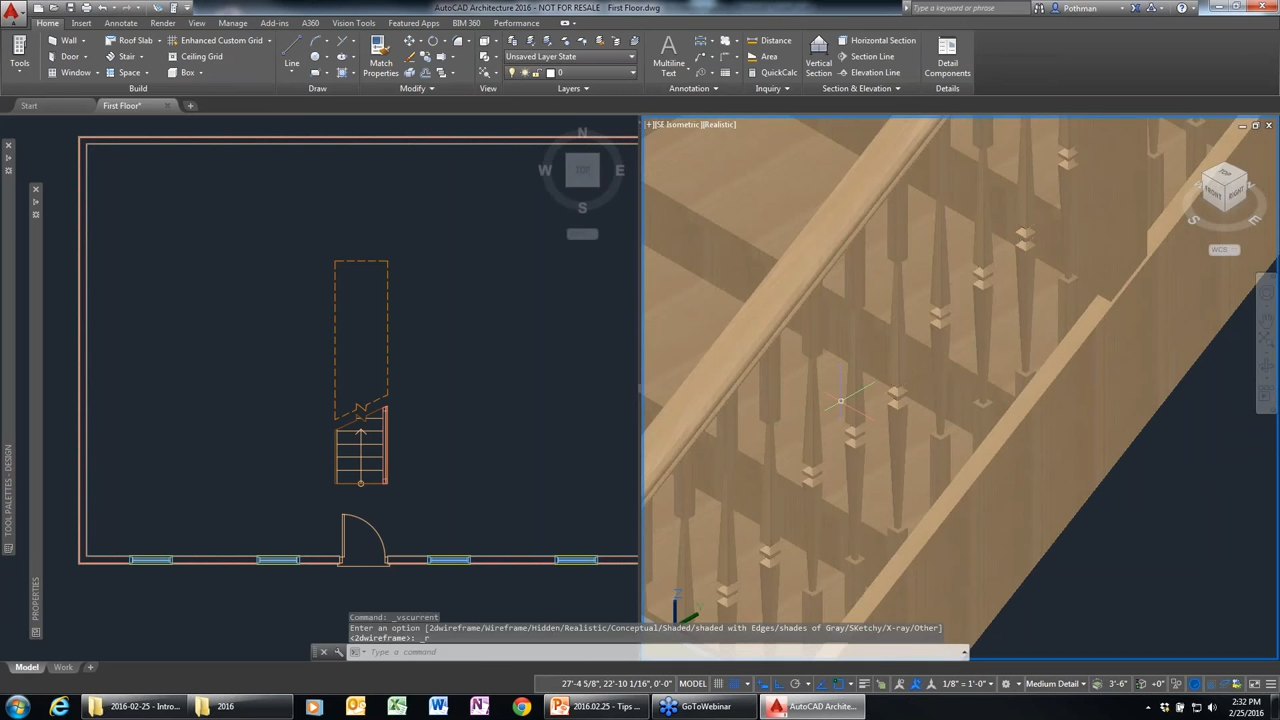 AutoCAD Architecture 2016 - NOT FOR RESALE First Floor.dwg
Type a keyword or phrase
Pothman
Home Insert Annotate Render View Manage Add-ins A360 Vision Tools Featured Apps BIM 360 Performance
Wall Roof Slab Enhanced Custom Grid
Door Stair Ceiling Grid
Window Space Box
Tools
Line
Match Properties
Unsaved Layer State
0
Multiline Text
Distance
Area
QuickCalc
Vertical Section
Horizontal Section
Section Line
Elevation Line
Detail Components
Build Draw Modify View Layers Annotation Inquiry Section & Elevation Details
Start First Floor*
[+][SE Isometric][Realistic]
N
W TOP E
S
TOP
FRONT RIGHT
S E
WCS
TOOL PALETTES - DESIGN
PROPERTIES
Z
Command: _vscurrent
Enter an option [2dwireframe/Wireframe/Hidden/Realistic/Conceptual/Shaded/shaded with Edges/shades of Gray/SKetchy/X-ray/Other]
<2dwireframe>: _r
Type a command
Model Work
27'-4 5/8", 22'-10 1/16", 0'-0" MODEL 1/8" = 1'-0" Medium Detail 3'-6" +0"
2016-02-25 - Intro... 2016 2016.02.25 - Tips ... GoToWebinar AutoCAD Archite...
2:32 PM
2/25/2016